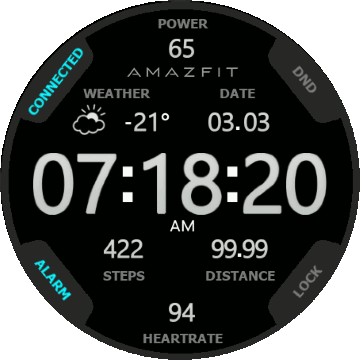 POWER
65
AMAZFIT
CONNECTED
DND
WEATHER DATE
-21° 03.03
07:18:20
AM
422 99.99
STEPS DISTANCE
ALARM
LOCK
94
HEARTRATE